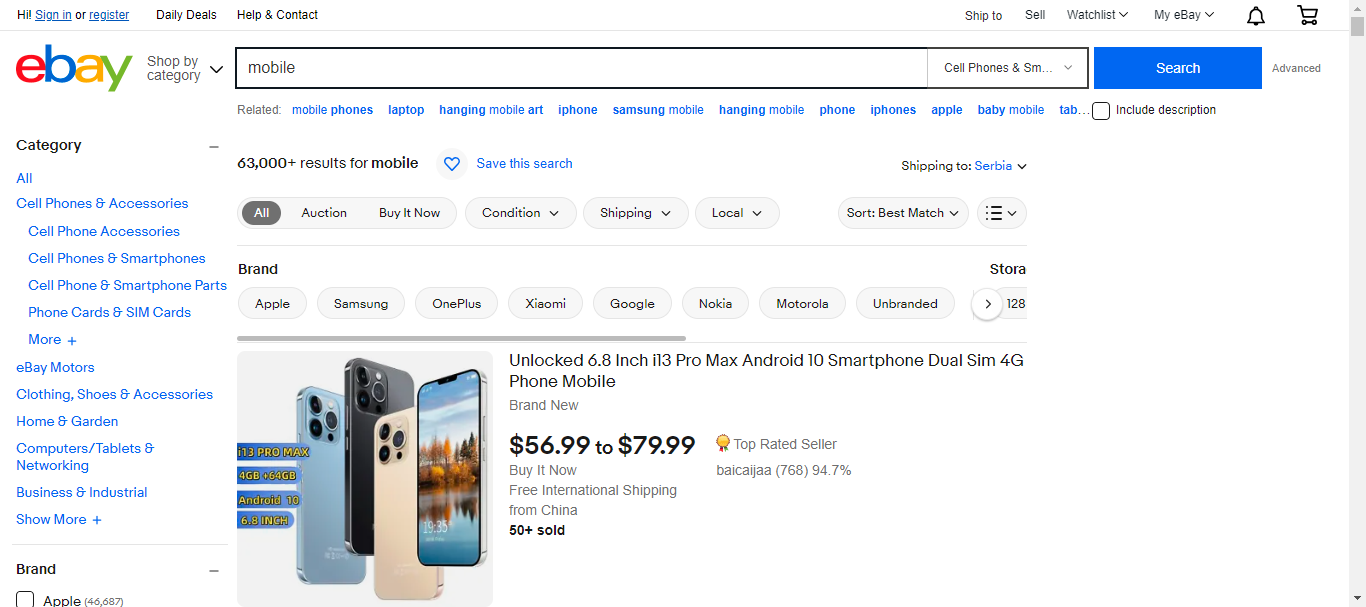 Hi! Sign in or register
Daily Deals
Help & Contact
Ship to
Sell
Watchlist
My eBay
ebay
Shop by
category
mobile
Cell Phones & Sm...
Search
Advanced
Related: mobile phones laptop hanging mobile art iphone samsung mobile hanging mobile phone iphones apple baby mobile tab...
Include description
Category
All
Cell Phones & Accessories
Cell Phone Accessories
Cell Phones & Smartphones
Cell Phone & Smartphone Parts
Phone Cards & SIM Cards
More +
eBay Motors
Clothing, Shoes & Accessories
Home & Garden
Computers/Tablets &
Networking
Business & Industrial
Show More +
Brand
Apple (46,687)
63,000+ results for mobile
Save this search
Shipping to: Serbia
All
Auction
Buy It Now
Condition
Shipping
Local
Sort: Best Match
Brand
Stora
Apple
Samsung
OnePlus
Xiaomi
Google
Nokia
Motorola
Unbranded
128
i13 PRO MAX
4GB +64GB
Android 10
6.8 INCH
19:35
Unlocked 6.8 Inch i13 Pro Max Android 10 Smartphone Dual Sim 4G
Phone Mobile
Brand New
$56.99 to $79.99
Buy It Now
Free International Shipping
from China
50+ sold
Top Rated Seller
baicaijaa (768) 94.7%